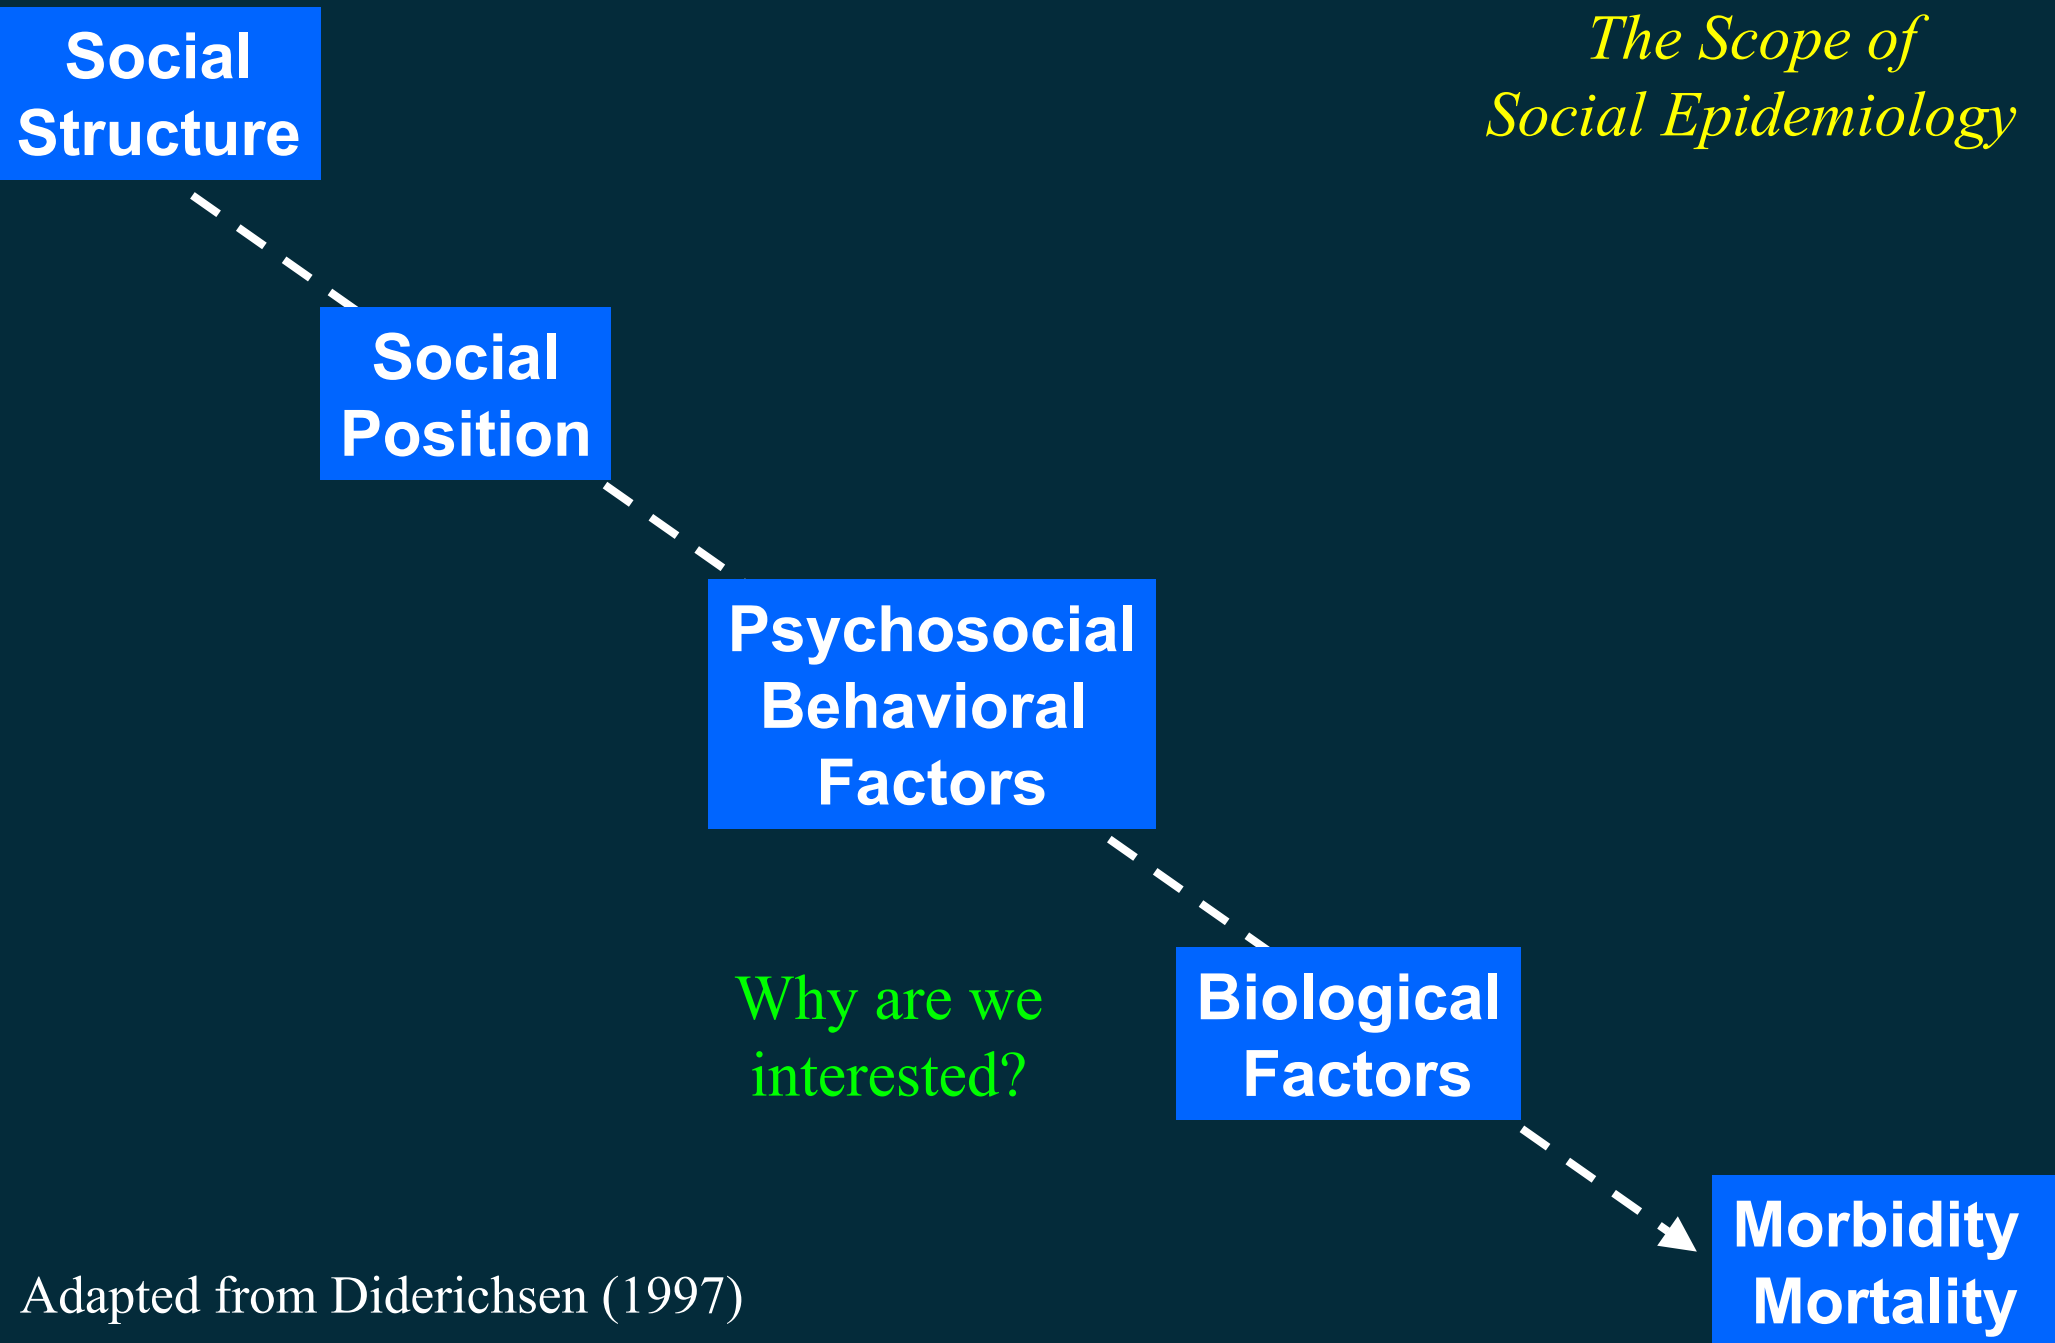 Social
Structure
The Scope of
Social Epidemiology
Social
Position
Psychosocial
Behavioral
Factors
Why are we
interested?
Biological
Factors
Morbidity
Mortality
Adapted from Diderichsen (1997)